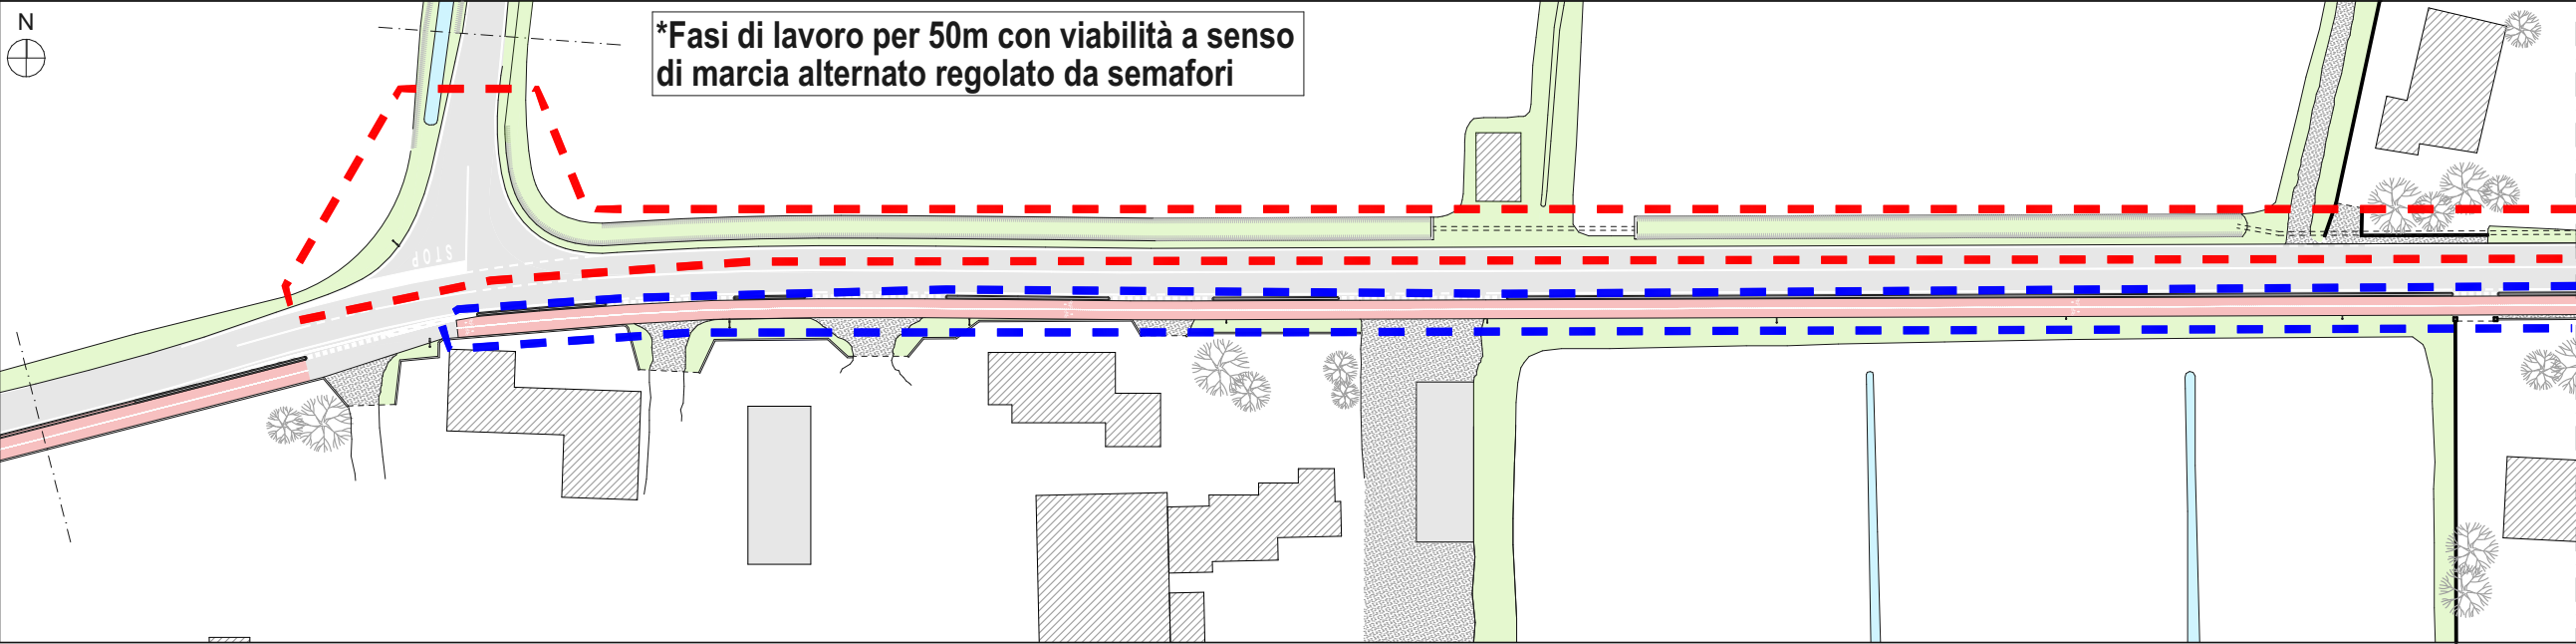 N
*Fasi di lavoro per 50m con viabilità a senso
di marcia alternato regolato da semafori
STOP